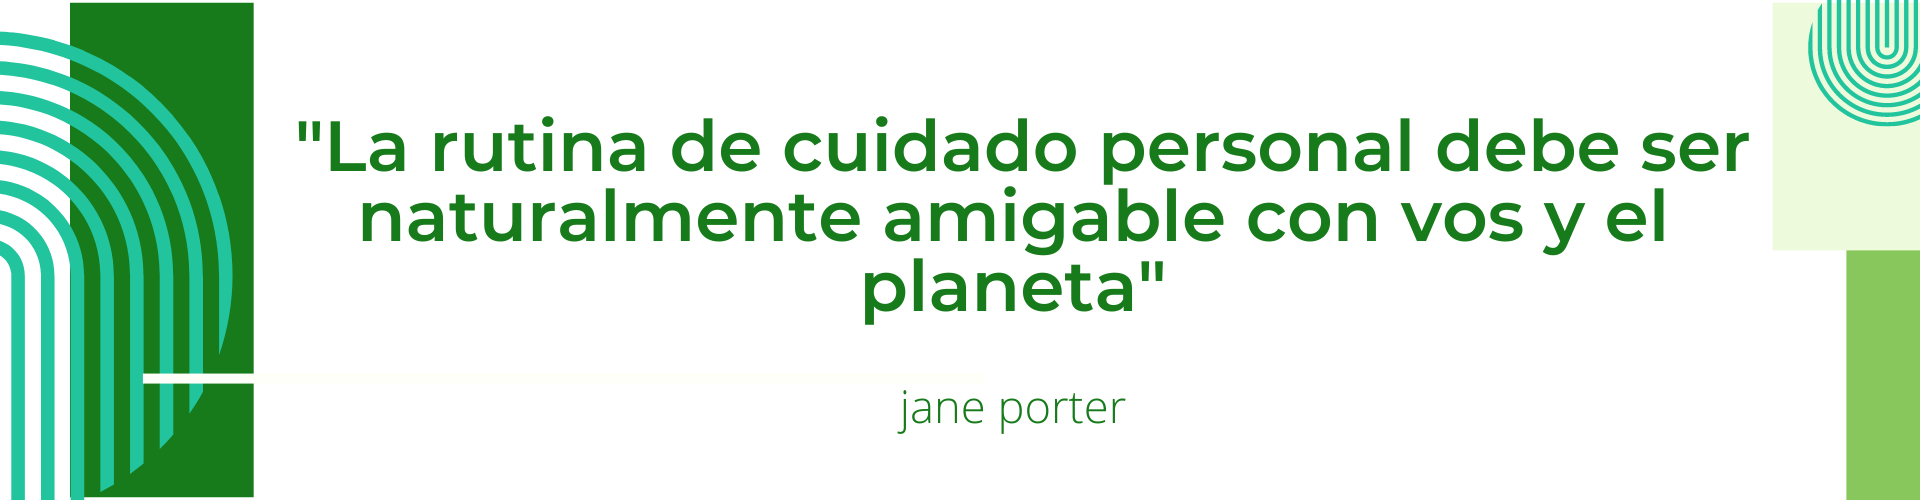 "La rutina de cuidado personal debe ser
naturalmente amigable con vos y el
planeta"
jane porter